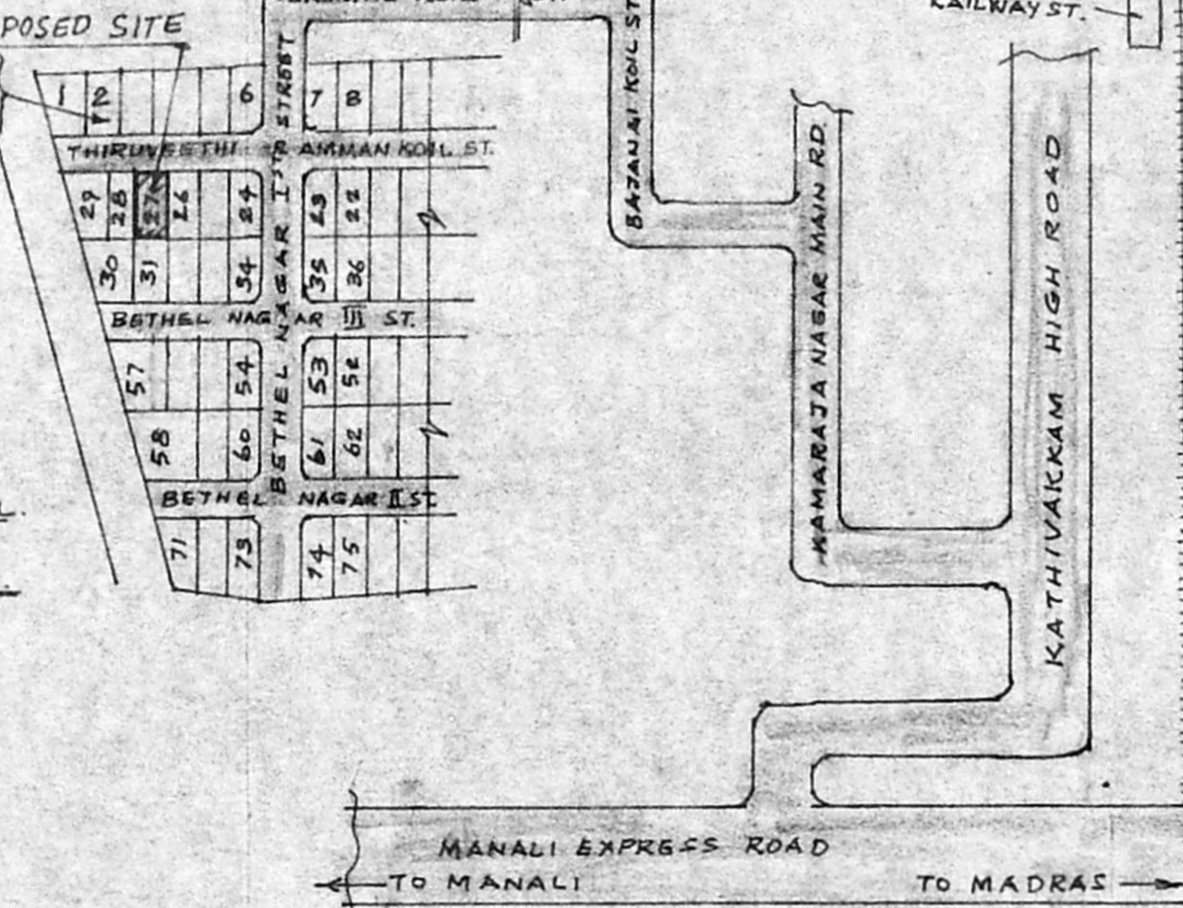 POSED SITE
RAILWAY ST.
1 2 6 7 8
THIRUVEETHI AMMAN KOIL ST.
29 28 27 26 24 23 22
30 31 34 35 36
BETHEL NAGAR III ST.
57 54 53 52
58 60 61 62
BETHEL NAGAR II ST.
71 73 74 75
BETHEL NAGAR IST STREET
BAJANAI KOIL ST
KAMARAJA NAGAR MAIN RD.
KATHIVAKKAM HIGH ROAD
MANALI EXPRESS ROAD
TO MANALI
TO MADRAS